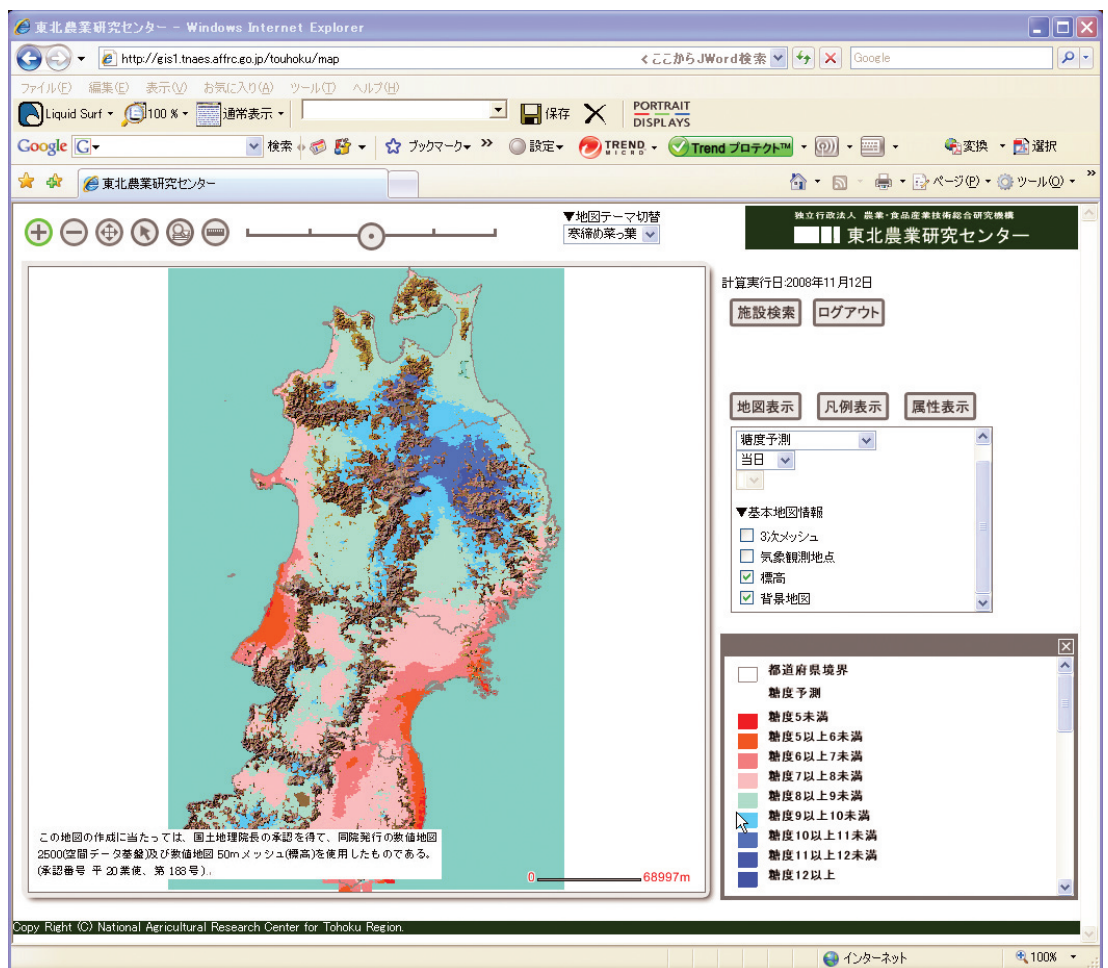 東北農業研究センター - Windows Internet Explorer
http://gis1.tnaes.affrc.go.jp/touhoku/map
<ここからJWord検索
Google
ファイル(F) 編集(E) 表示(V) お気に入り(A) ツール(T) ヘルプ(H)
Liquid Surf 100 % 通常表示 保存 PORTRAIT DISPLAYS
Google G 検索 ブックマーク >> 設定 TREND MICRO Trend プロテクト™ 変換 選択
東北農業研究センター
ページ(P) ツール(O) >>
▼地図テーマ切替
寒締め菜っ葉
独立行政法人 農業・食品産業技術総合研究機構
東北農業研究センター
計算実行日:2008年11月12日
施設検索 ログアウト
地図表示 凡例表示 属性表示
糖度予測
当日
▼基本地図情報
3次メッシュ
気象観測地点
標高
背景地図
都道府県境界
糖度予測
糖度5未満
糖度5以上6未満
糖度6以上7未満
糖度7以上8未満
糖度8以上9未満
糖度9以上10未満
糖度10以上11未満
糖度11以上12未満
糖度12以上
この地図の作成に当たっては、国土地理院長の承認を得て、同院発行の数値地図
2500(空間データ基盤)及び数値地図 50mメッシュ(標高)を使用したものである。
(承認番号 平20業使、第188号)..
0 68997m
Copy Right (C) National Agricultural Research Center for Tohoku Region.
インターネット 100%